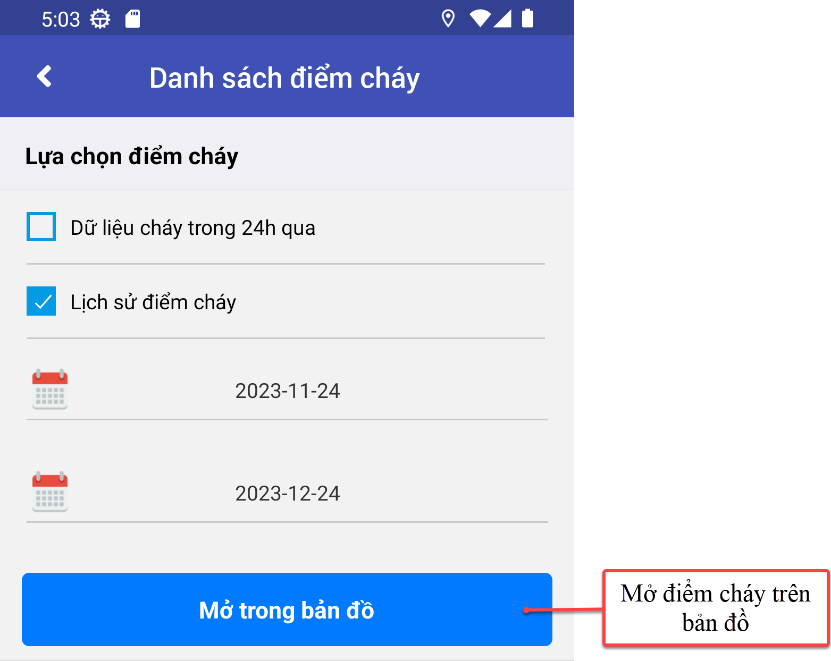 5:03
Danh sách điểm cháy
Lựa chọn điểm cháy
Dữ liệu cháy trong 24h qua
Lịch sử điểm cháy
2023-11-24
2023-12-24
Mở trong bản đồ
Mở điểm cháy trên
bản đồ